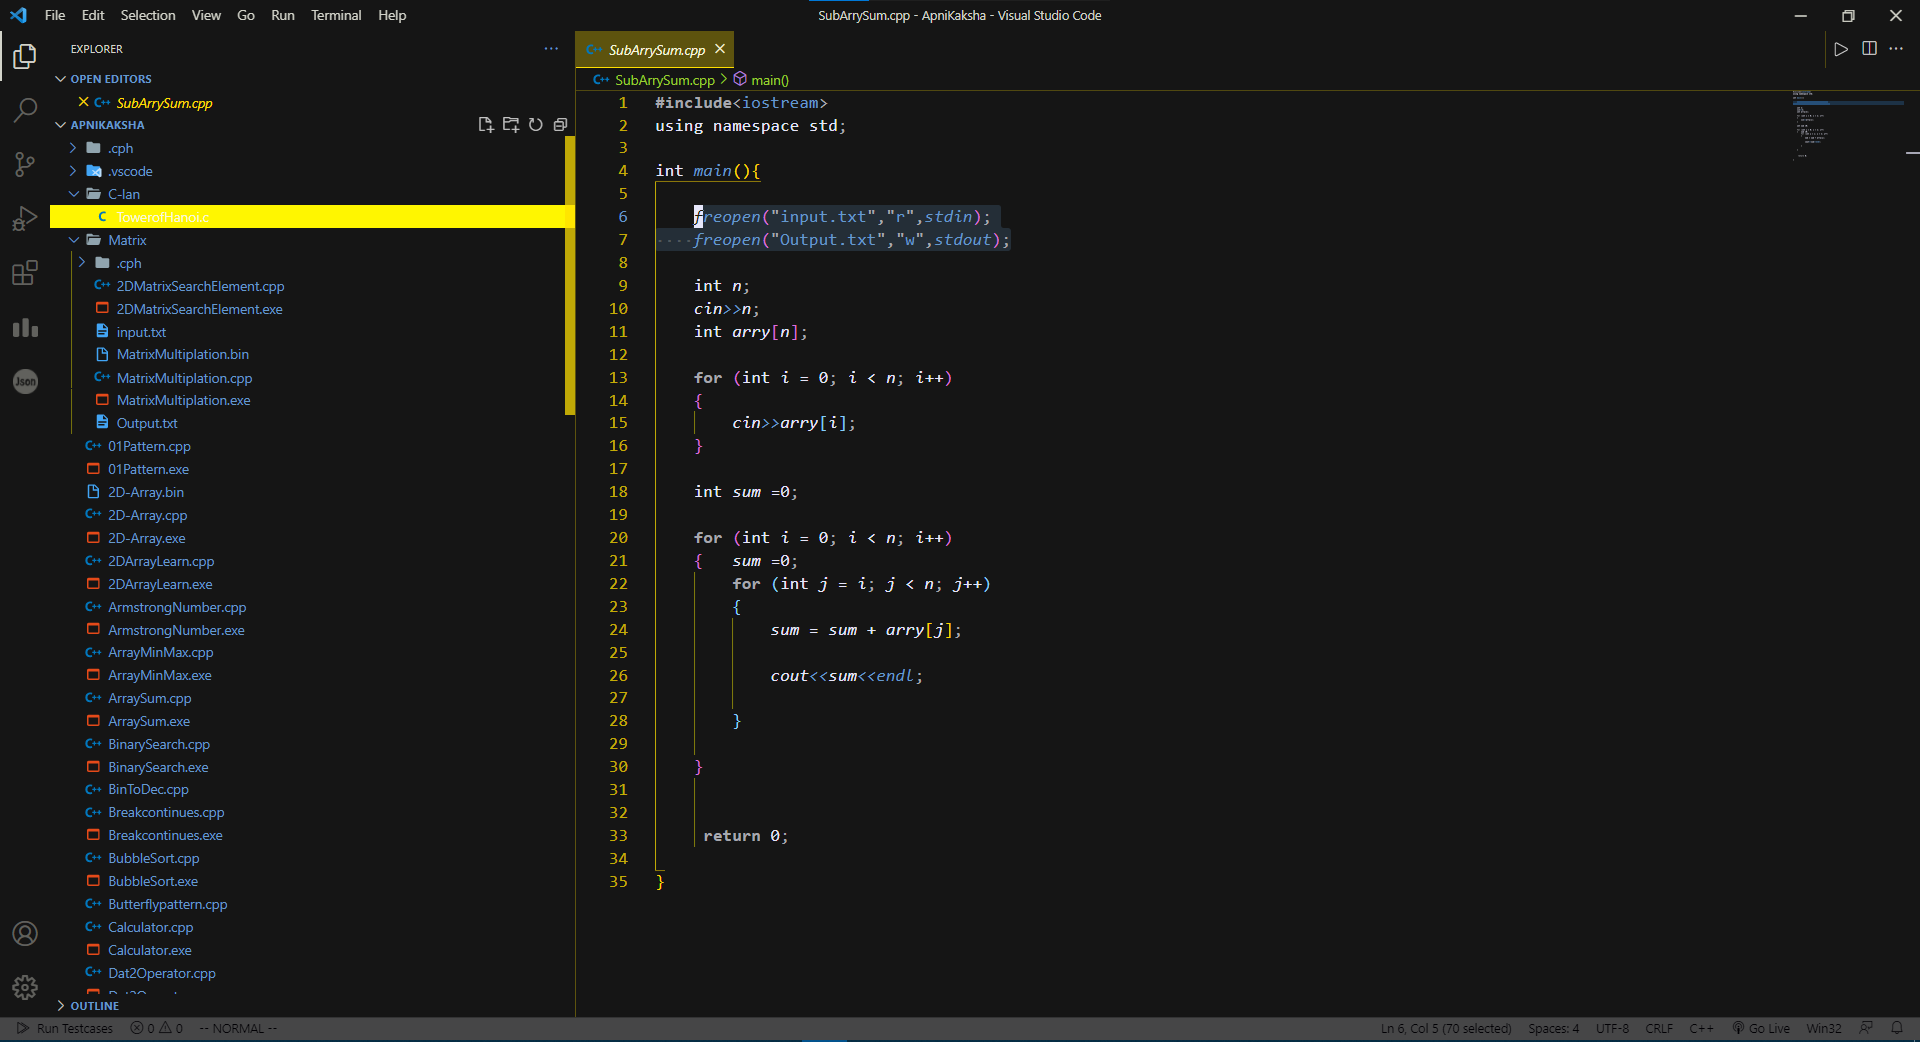 File Edit Selection View Go Run Terminal Help
SubArrySum.cpp - ApniKaksha - Visual Studio Code
EXPLORER
OPEN EDITORS
SubArrySum.cpp
APNIKAKSHA
.cph
.vscode
C-lan
TowerofHanoi.c
Matrix
.cph
2DMatrixSearchElement.cpp
2DMatrixSearchElement.exe
input.txt
MatrixMultiplation.bin
MatrixMultiplation.cpp
MatrixMultiplation.exe
Output.txt
01Pattern.cpp
01Pattern.exe
2D-Array.bin
2D-Array.cpp
2D-Array.exe
2DArrayLearn.cpp
2DArrayLearn.exe
ArmstrongNumber.cpp
ArmstrongNumber.exe
ArrayMinMax.cpp
ArrayMinMax.exe
ArraySum.cpp
ArraySum.exe
BinarySearch.cpp
BinarySearch.exe
BinToDec.cpp
Breakcontinues.cpp
Breakcontinues.exe
BubbleSort.cpp
BubbleSort.exe
Butterflypattern.cpp
Calculator.cpp
Calculator.exe
Dat2Operator.cpp
OUTLINE
Json
SubArrySum.cpp
SubArrySum.cpp > main()
1 #include<iostream>
2 using namespace std;
3
4 int main(){
5
6 freopen("input.txt","r",stdin);
7 freopen("Output.txt","w",stdout);
8
9 int n;
10 cin>>n;
11 int arry[n];
12
13 for (int i = 0; i < n; i++)
14 {
15 cin>>arry[i];
16 }
17
18 int sum =0;
19
20 for (int i = 0; i < n; i++)
21 { sum =0;
22 for (int j = i; j < n; j++)
23 {
24 sum = sum + arry[j];
25
26 cout<<sum<<endl;
27
28 }
29
30 }
31
32
33 return 0;
34
35 }
Run Testcases 0 0 -- NORMAL --
Ln 6, Col 5 (70 selected) Spaces: 4 UTF-8 CRLF C++ Go Live Win32